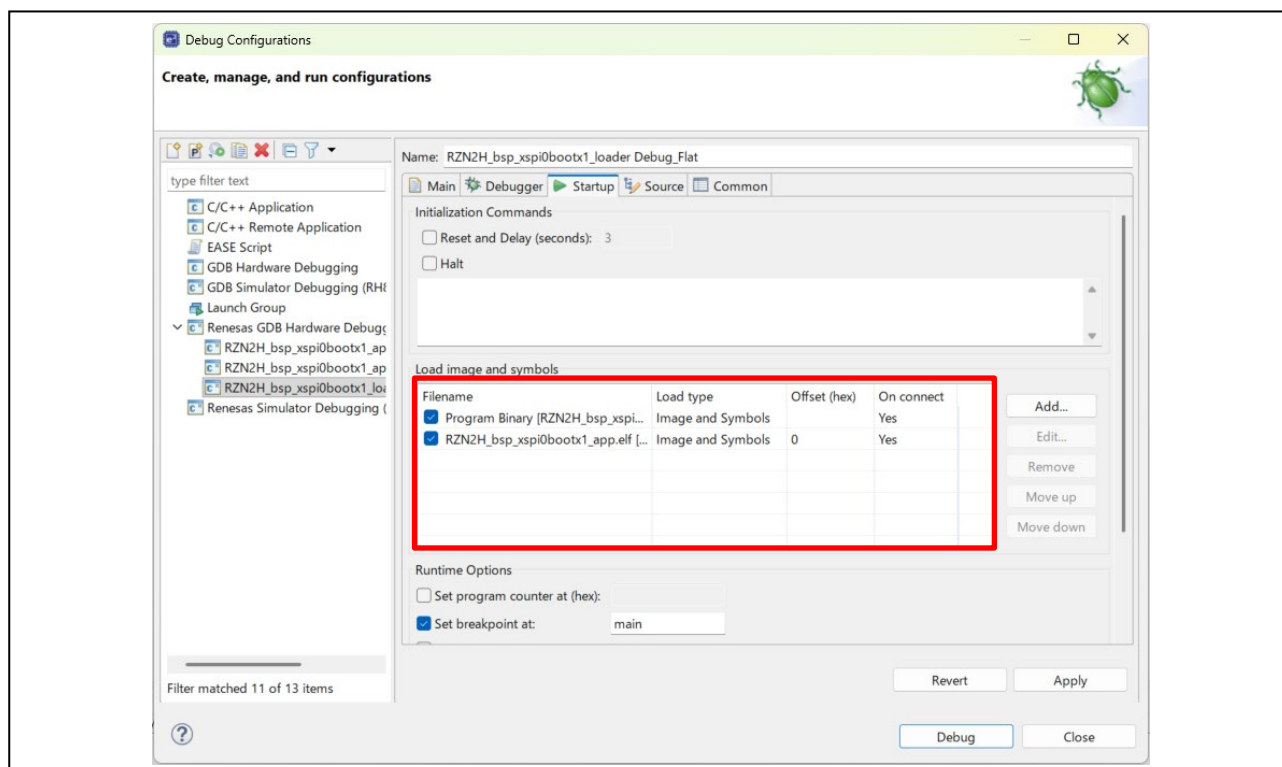 Debug Configurations
Create, manage, and run configurations
type filter text
C/C++ Application
C/C++ Remote Application
EASE Script
GDB Hardware Debugging
GDB Simulator Debugging (RH8
Launch Group
Renesas GDB Hardware Debugg
RZN2H_bsp_xspi0bootx1_ap
RZN2H_bsp_xspi0bootx1_ap
RZN2H_bsp_xspi0bootx1_loa
Renesas Simulator Debugging (
Filter matched 11 of 13 items
Name: RZN2H_bsp_xspi0bootx1_loader Debug_Flat
Main Debugger Startup Source Common
Initialization Commands
Reset and Delay (seconds): 3
Halt
Load image and symbols
Filename Load type Offset (hex) On connect
Program Binary [RZN2H_bsp_xspi... Image and Symbols Yes
RZN2H_bsp_xspi0bootx1_app.elf [... Image and Symbols 0 Yes
Add...
Edit...
Remove
Move up
Move down
Runtime Options
Set program counter at (hex):
Set breakpoint at: main
Revert Apply
Debug Close